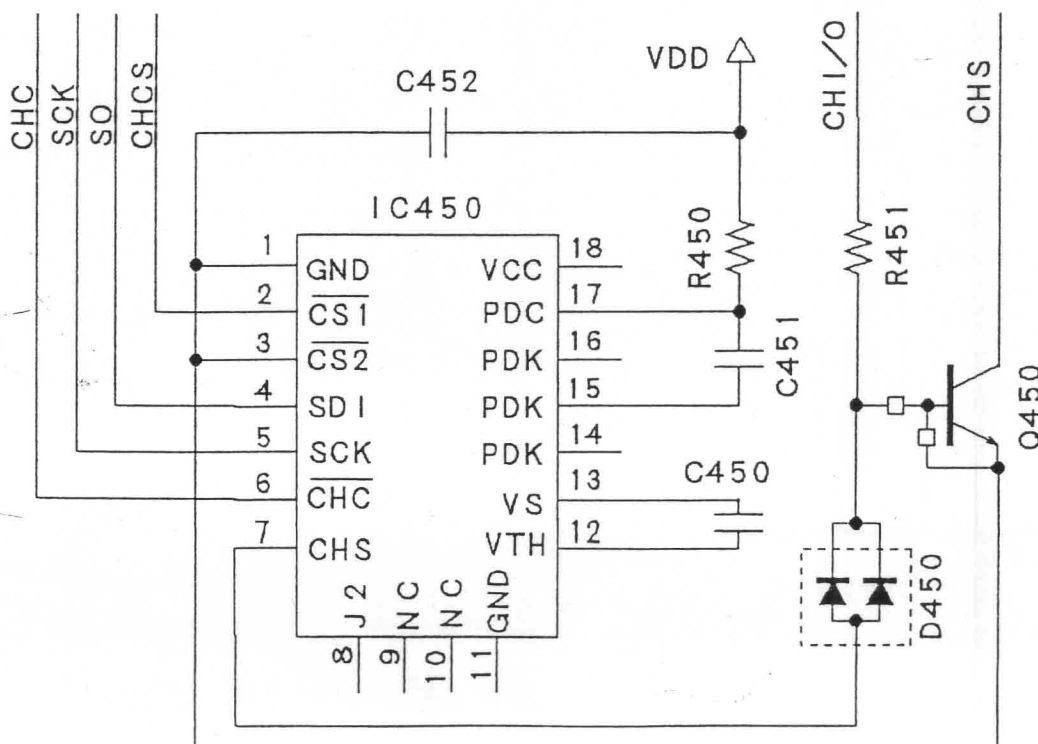 CHC
SCK
SO
CHCS
C452
VDD
CHI/O
CHS
IC450
R450
R451
1
GND
VCC
18
2
CS1
PDC
17
3
CS2
PDK
16
C451
4
SDI
PDK
15
Q450
5
SCK
PDK
14
6
CHC
VS
13
C450
7
CHS
VTH
12
J2
NC
NC
GND
8
9
10
11
D450